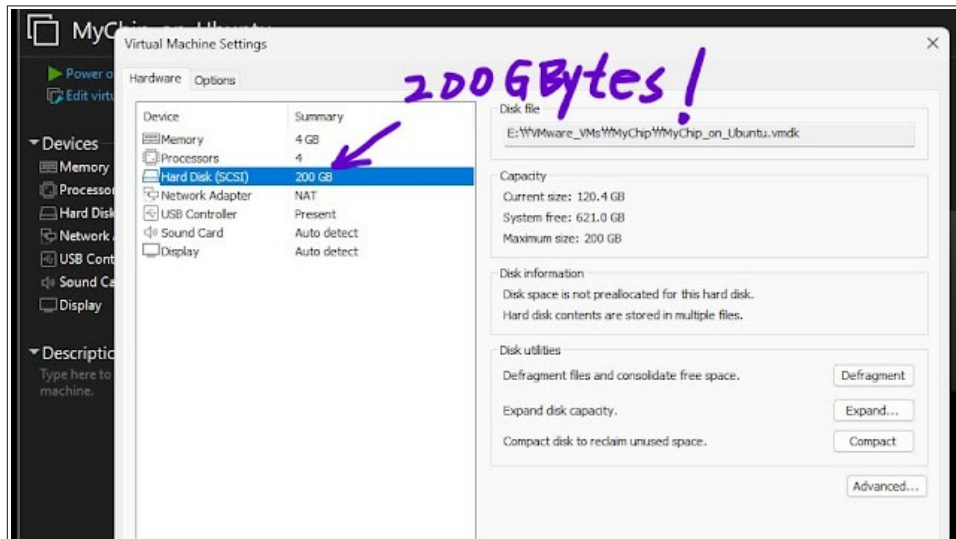 MyChip_on_Ubuntu
Power o
Edit virtu
Devices
Memory
Processor
Hard Disk
Network
USB Cont
Sound Ca
Display
Descriptic
Type here to
machine.
Virtual Machine Settings
Hardware Options
200GBytes!
Device Summary
Memory 4 GB
Processors 4
Hard Disk (SCSI) 200 GB
Network Adapter NAT
USB Controller Present
Sound Card Auto detect
Display Auto detect
Disk file
E:₩VMware_VMs₩MyChip₩MyChip_on_Ubuntu.vmdk
Capacity
Current size: 120.4 GB
System free: 621.0 GB
Maximum size: 200 GB
Disk information
Disk space is not preallocated for this hard disk.
Hard disk contents are stored in multiple files.
Disk utilities
Defragment files and consolidate free space. Defragment
Expand disk capacity. Expand...
Compact disk to reclaim unused space. Compact
Advanced...